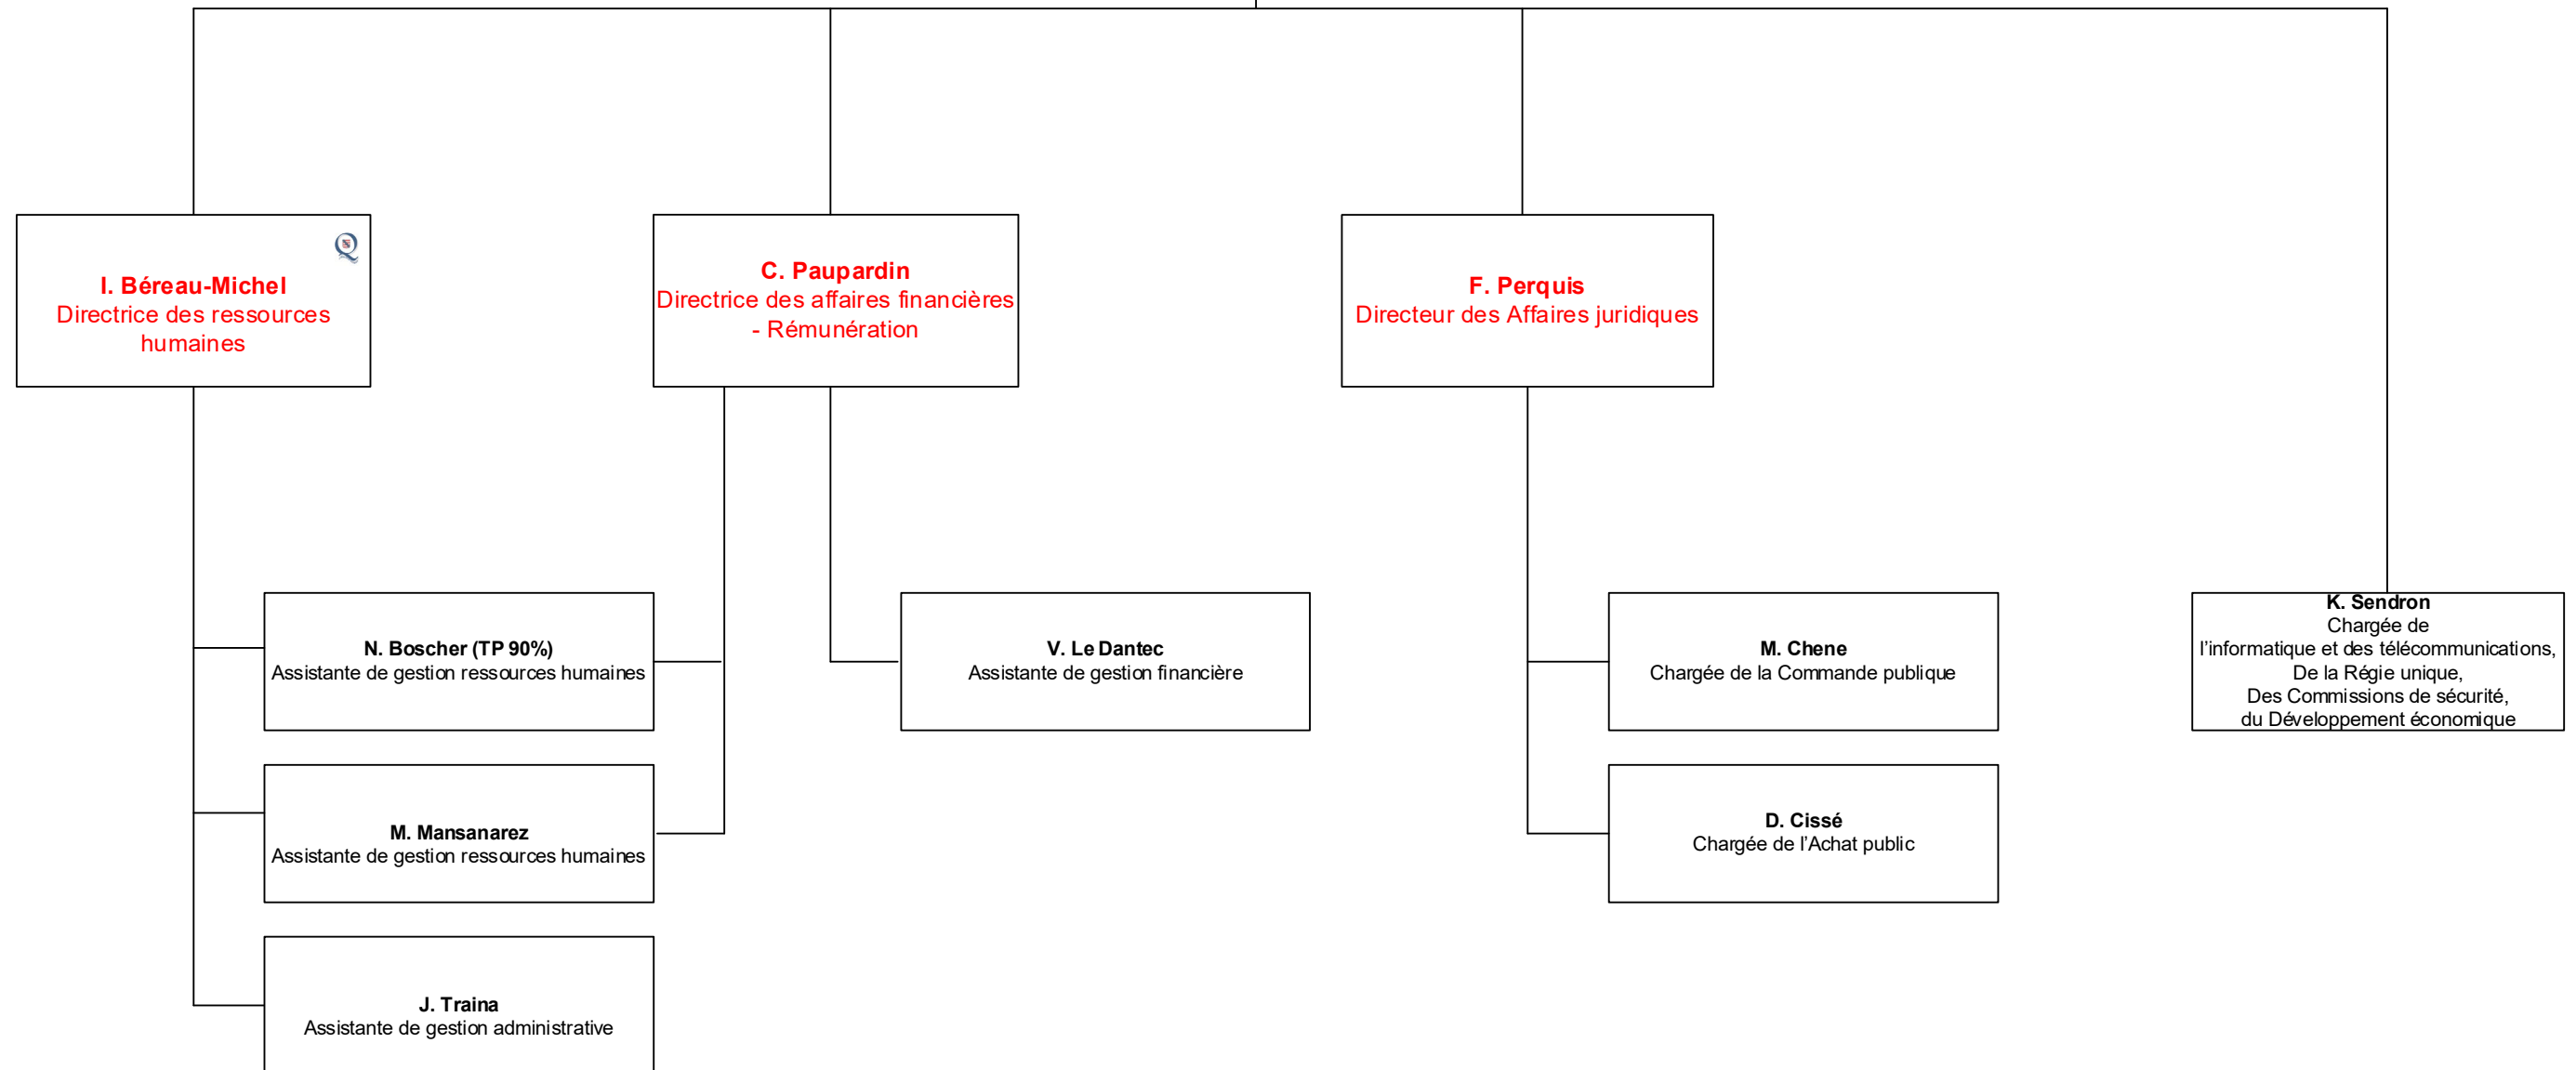 I. Béreau-Michel
Directrice des ressources
humaines
C. Paupardin
Directrice des affaires financières
- Rémunération
F. Perquis
Directeur des Affaires juridiques
N. Boscher (TP 90%)
Assistante de gestion ressources humaines
V. Le Dantec
Assistante de gestion financière
M. Chene
Chargée de la Commande publique
K. Sendron
Chargée de
l’informatique et des télécommunications,
De la Régie unique,
Des Commissions de sécurité,
du Développement économique
M. Mansanarez
Assistante de gestion ressources humaines
D. Cissé
Chargée de l’Achat public
J. Traina
Assistante de gestion administrative